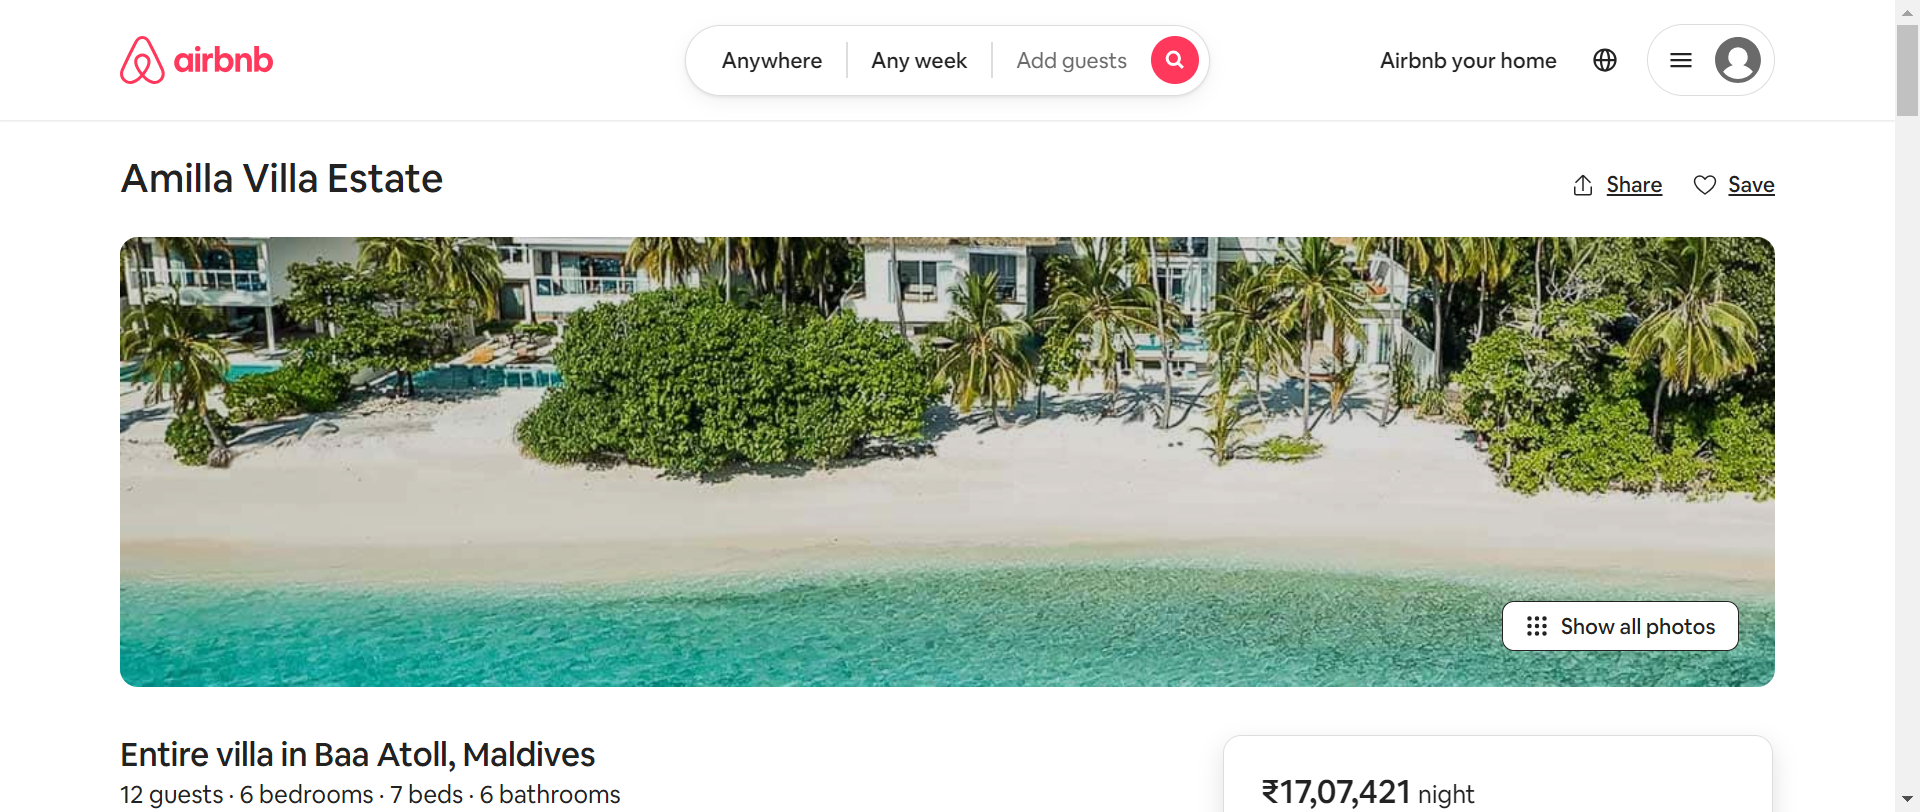 airbnb
Anywhere
Any week
Add guests
Airbnb your home
Amilla Villa Estate
Share
Save
Show all photos
Entire villa in Baa Atoll, Maldives
12 guests · 6 bedrooms · 7 beds · 6 bathrooms
₹17,07,421 night